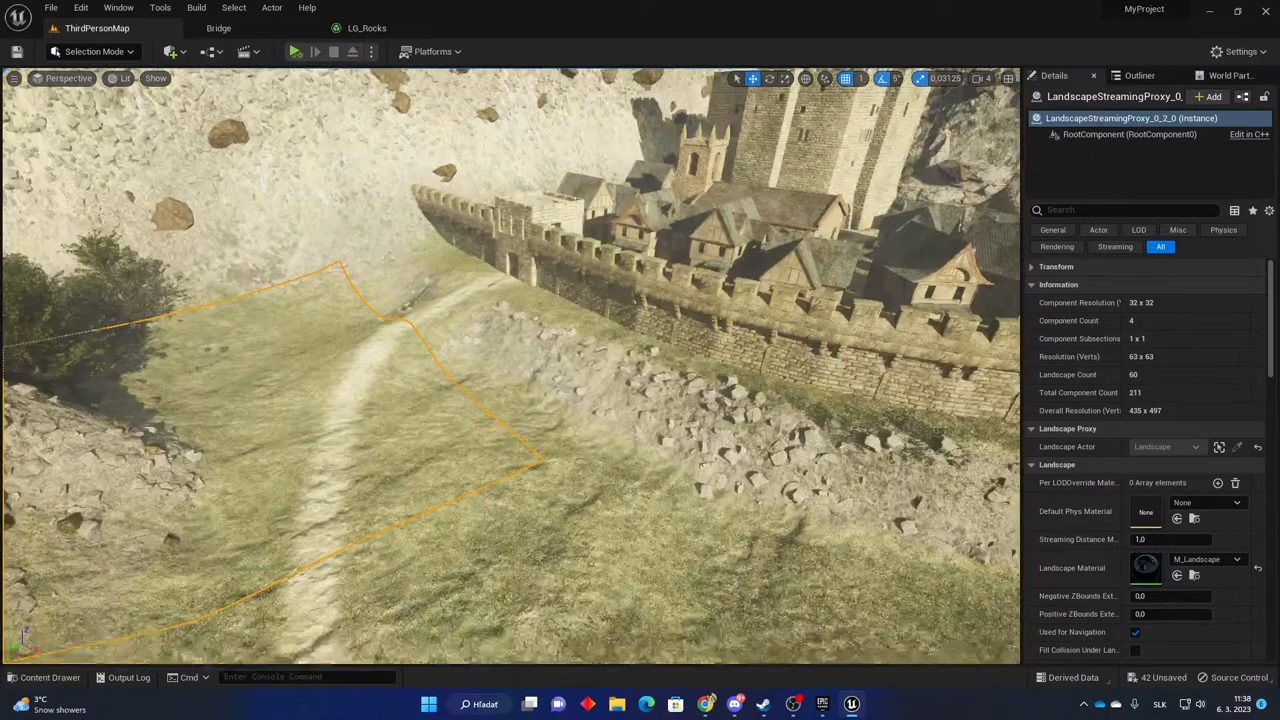 File Edit Window Tools Build Select Actor Help
MyProject
ThirdPersonMap
Bridge
LG_Rocks
Selection Mode
Platforms
Settings
Perspective Lit Show
1 5° 0,03125 4
Details Outliner World Part...
LandscapeStreamingProxy_0_ Add
LandscapeStreamingProxy_0_2_0 (Instance)
RootComponent (RootComponent0) Edit in C++
Search
General Actor LOD Misc Physics
Rendering Streaming All
Transform
Information
Component Resolution (V 32 x 32
Component Count 4
Component Subsections 1 x 1
Resolution (Verts) 63 x 63
Landscape Count 60
Total Component Count 211
Overall Resolution (Verts 435 x 497
Landscape Proxy
Landscape Actor Landscape
Landscape
Per LODOverride Mate... 0 Array elements
Default Phys Material None None
Streaming Distance M... 1,0
Landscape Material M_Landscape
Negative ZBounds Ext... 0,0
Positive ZBounds Exte... 0,0
Used for Navigation
Fill Collision Under Lan...
Z
Content Drawer Output Log Cmd Enter Console Command
Derived Data 42 Unsaved Source Control
3°C
Snow showers
Hľadať
SLK
11:38
6. 3. 2023